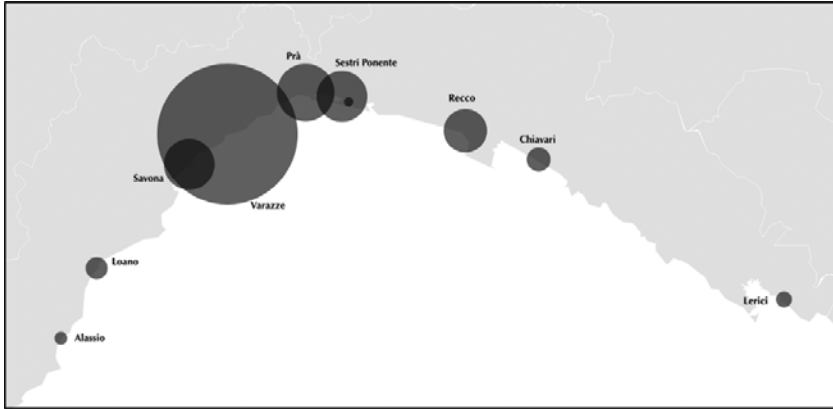 Prà
Sestri Ponente
Recco
Chiavari
Savona
Varazze
Loano
Lerici
Alassio